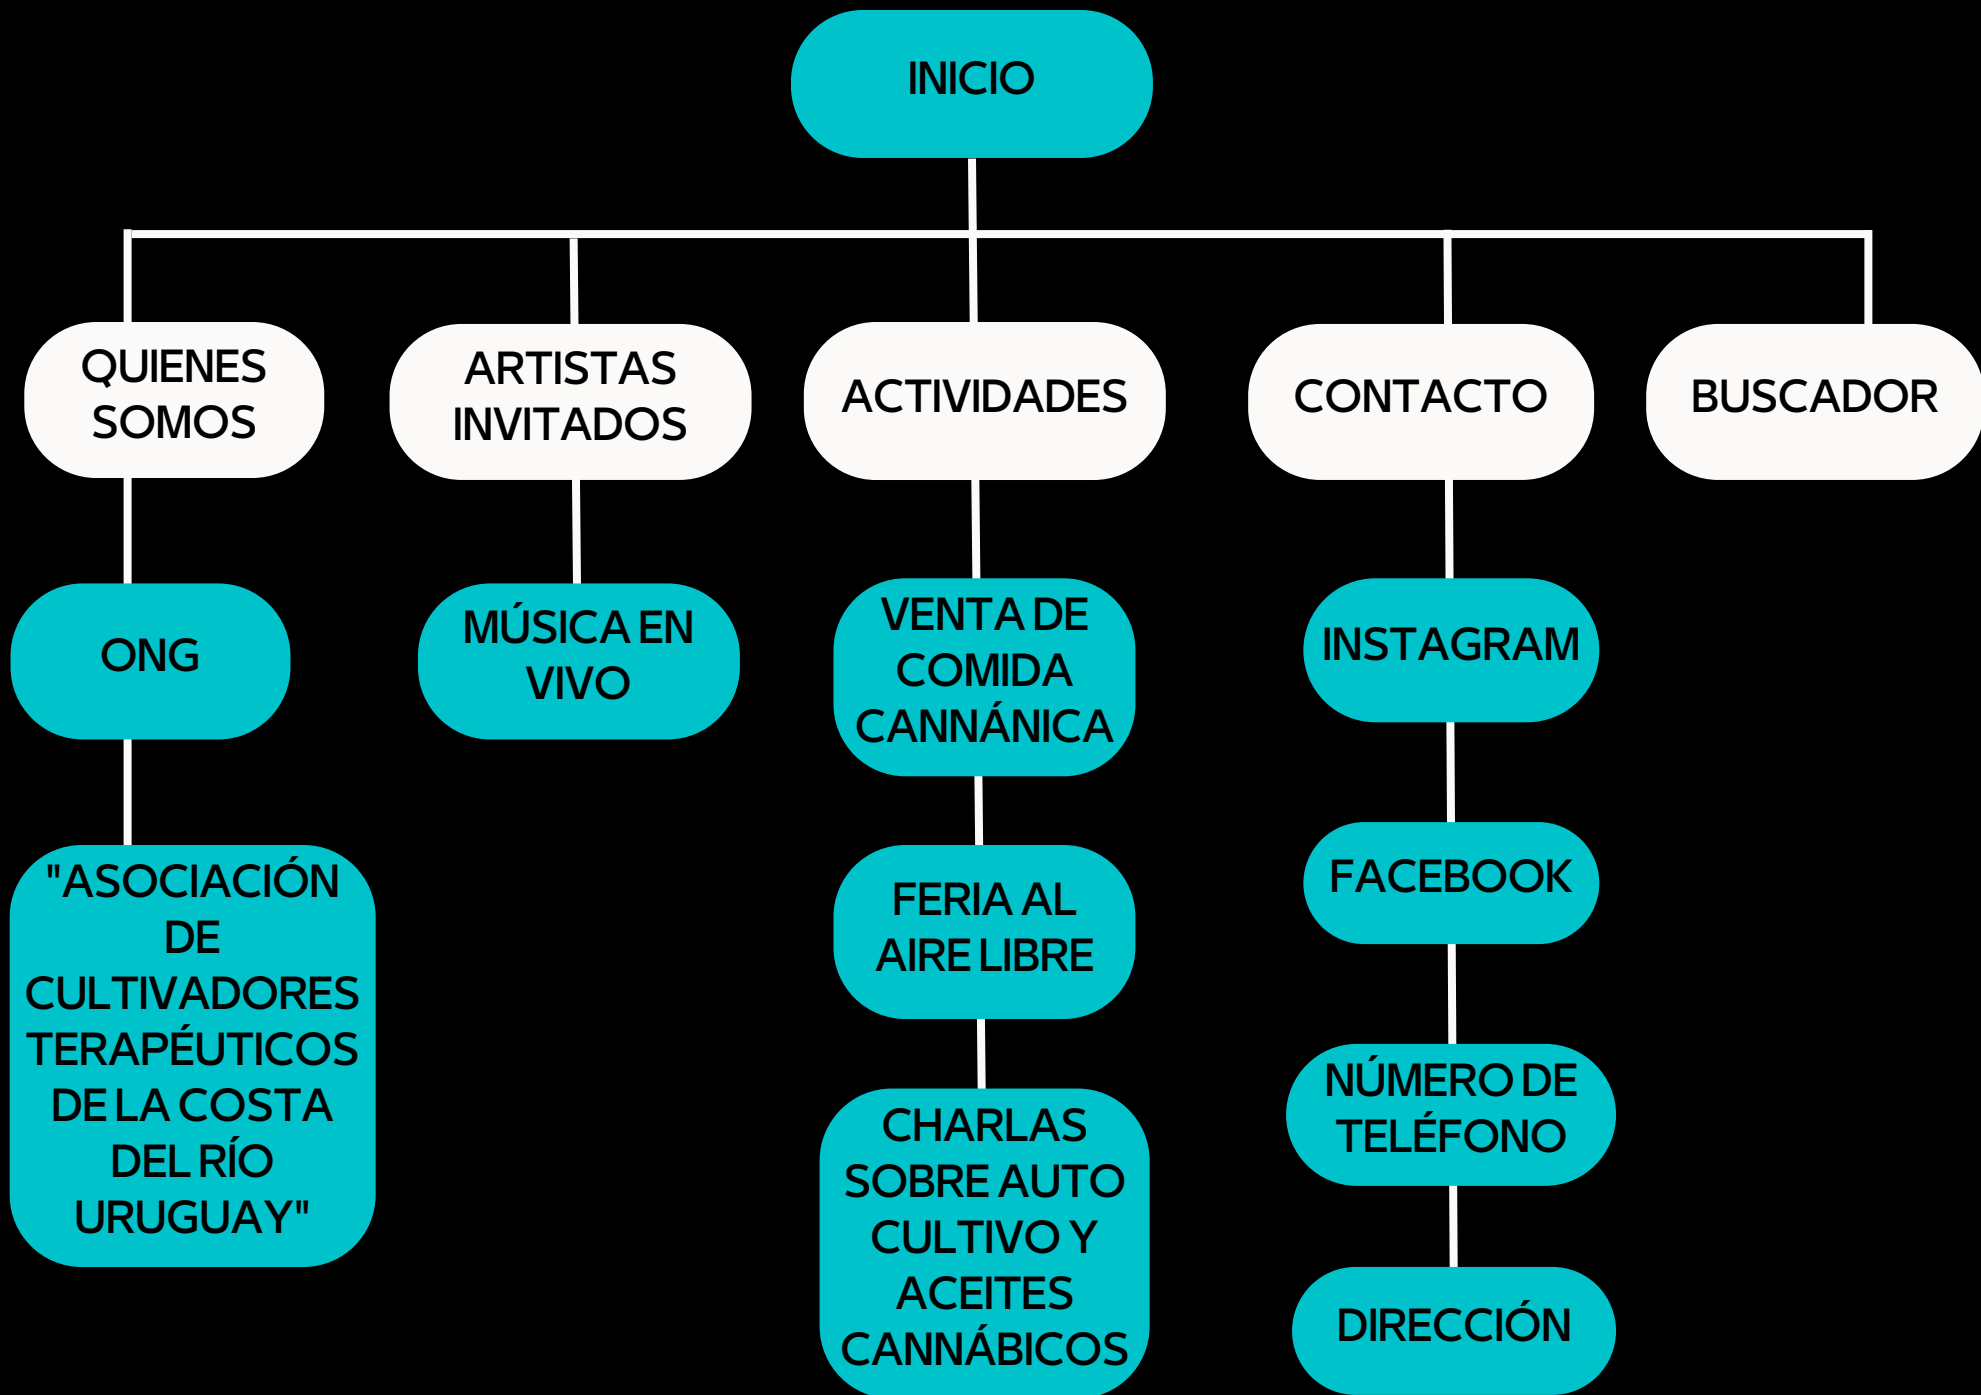 INICIO
QUIENES
SOMOS
ARTISTAS
INVITADOS
ACTIVIDADES
CONTACTO
BUSCADOR
ONG
"ASOCIACIÓN
DE
CULTIVADORES
TERAPÉUTICOS
DE LA COSTA
DEL RÍO
URUGUAY"
MÚSICA EN
VIVO
VENTA DE
COMIDA
CANNÁNICA
FERIA AL
AIRE LIBRE
CHARLAS
SOBRE AUTO
CULTIVO Y
ACEITES
CANNÁBICOS
INSTAGRAM
FACEBOOK
NÚMERO DE
TELÉFONO
DIRECCIÓN